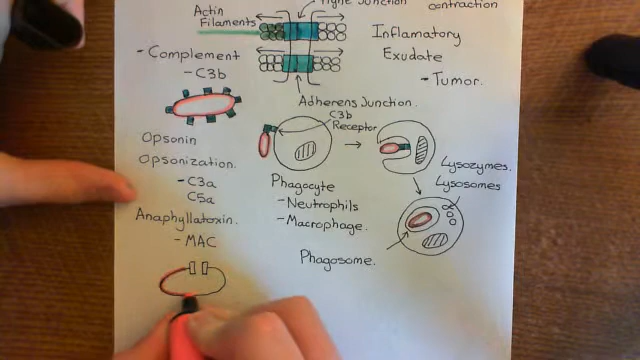 Tight Junction
contraction
Actin
Filaments
Inflamatory
Exudate
- Tumor.
- Complement
- C3b
Adherens Junction.
C3b
Receptor
Opsonin
Opsonization.
- C3a
C5a
Anaphyllatoxin.
- MAC
Phagocyte
- Neutrophils
- Macrophage.
Lysozymes.
Lysosomes
Phagosome.